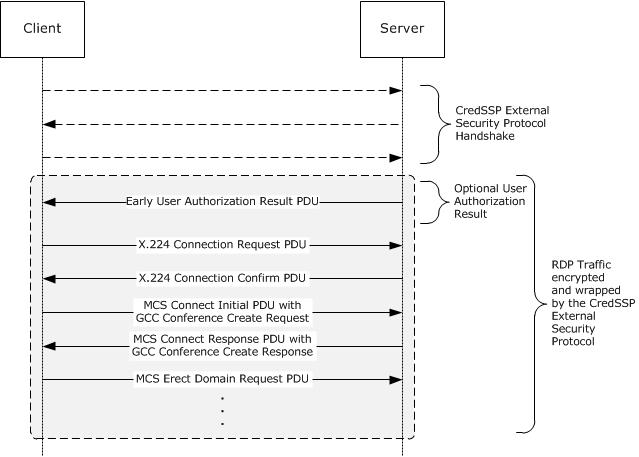 Client
Server
CredSSP External
Security Protocol
Handshake
Early User Authorization Result PDU
Optional User
Authorization
Result
X.224 Connection Request PDU
X.224 Connection Confirm PDU
MCS Connect Initial PDU with
GCC Conference Create Request
MCS Connect Response PDU with
GCC Conference Create Response
MCS Erect Domain Request PDU
RDP Traffic
encrypted
and wrapped
by the CredSSP
External
Security
Protocol